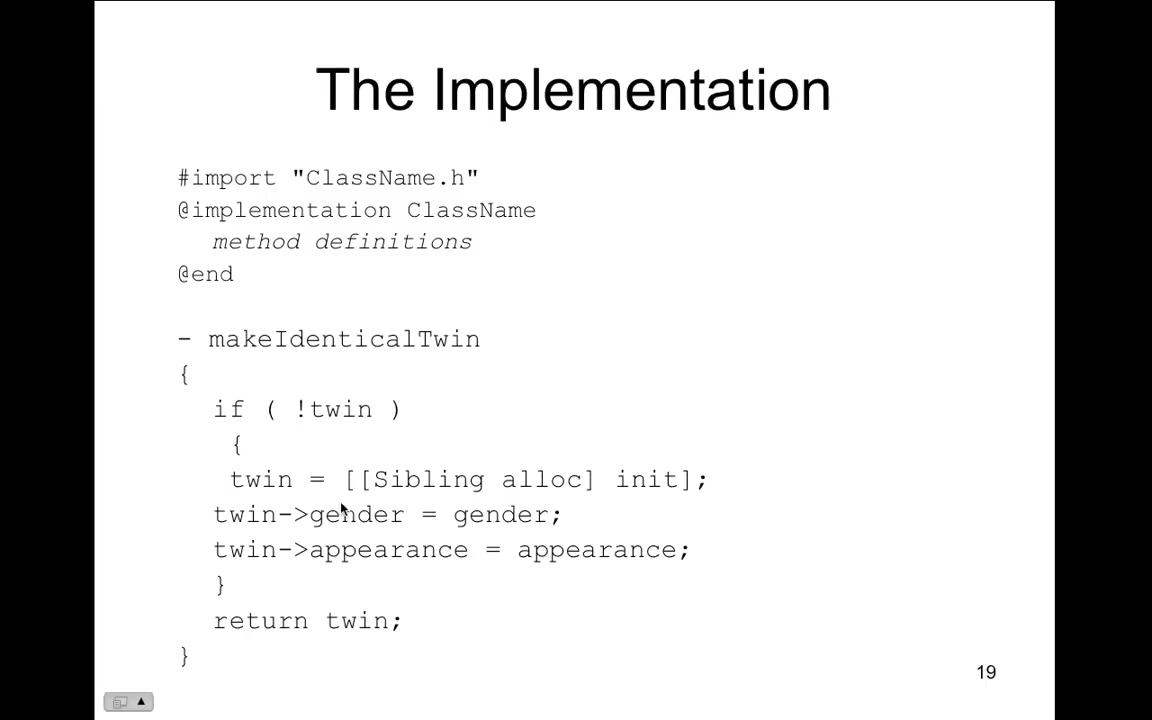 The Implementation
#import "ClassName.h"
@implementation ClassName
method definitions
@end
- makeIdenticalTwin
{
if ( !twin )
{
twin = [[Sibling alloc] init];
twin->gender = gender;
twin->appearance = appearance;
}
return twin;
}
19